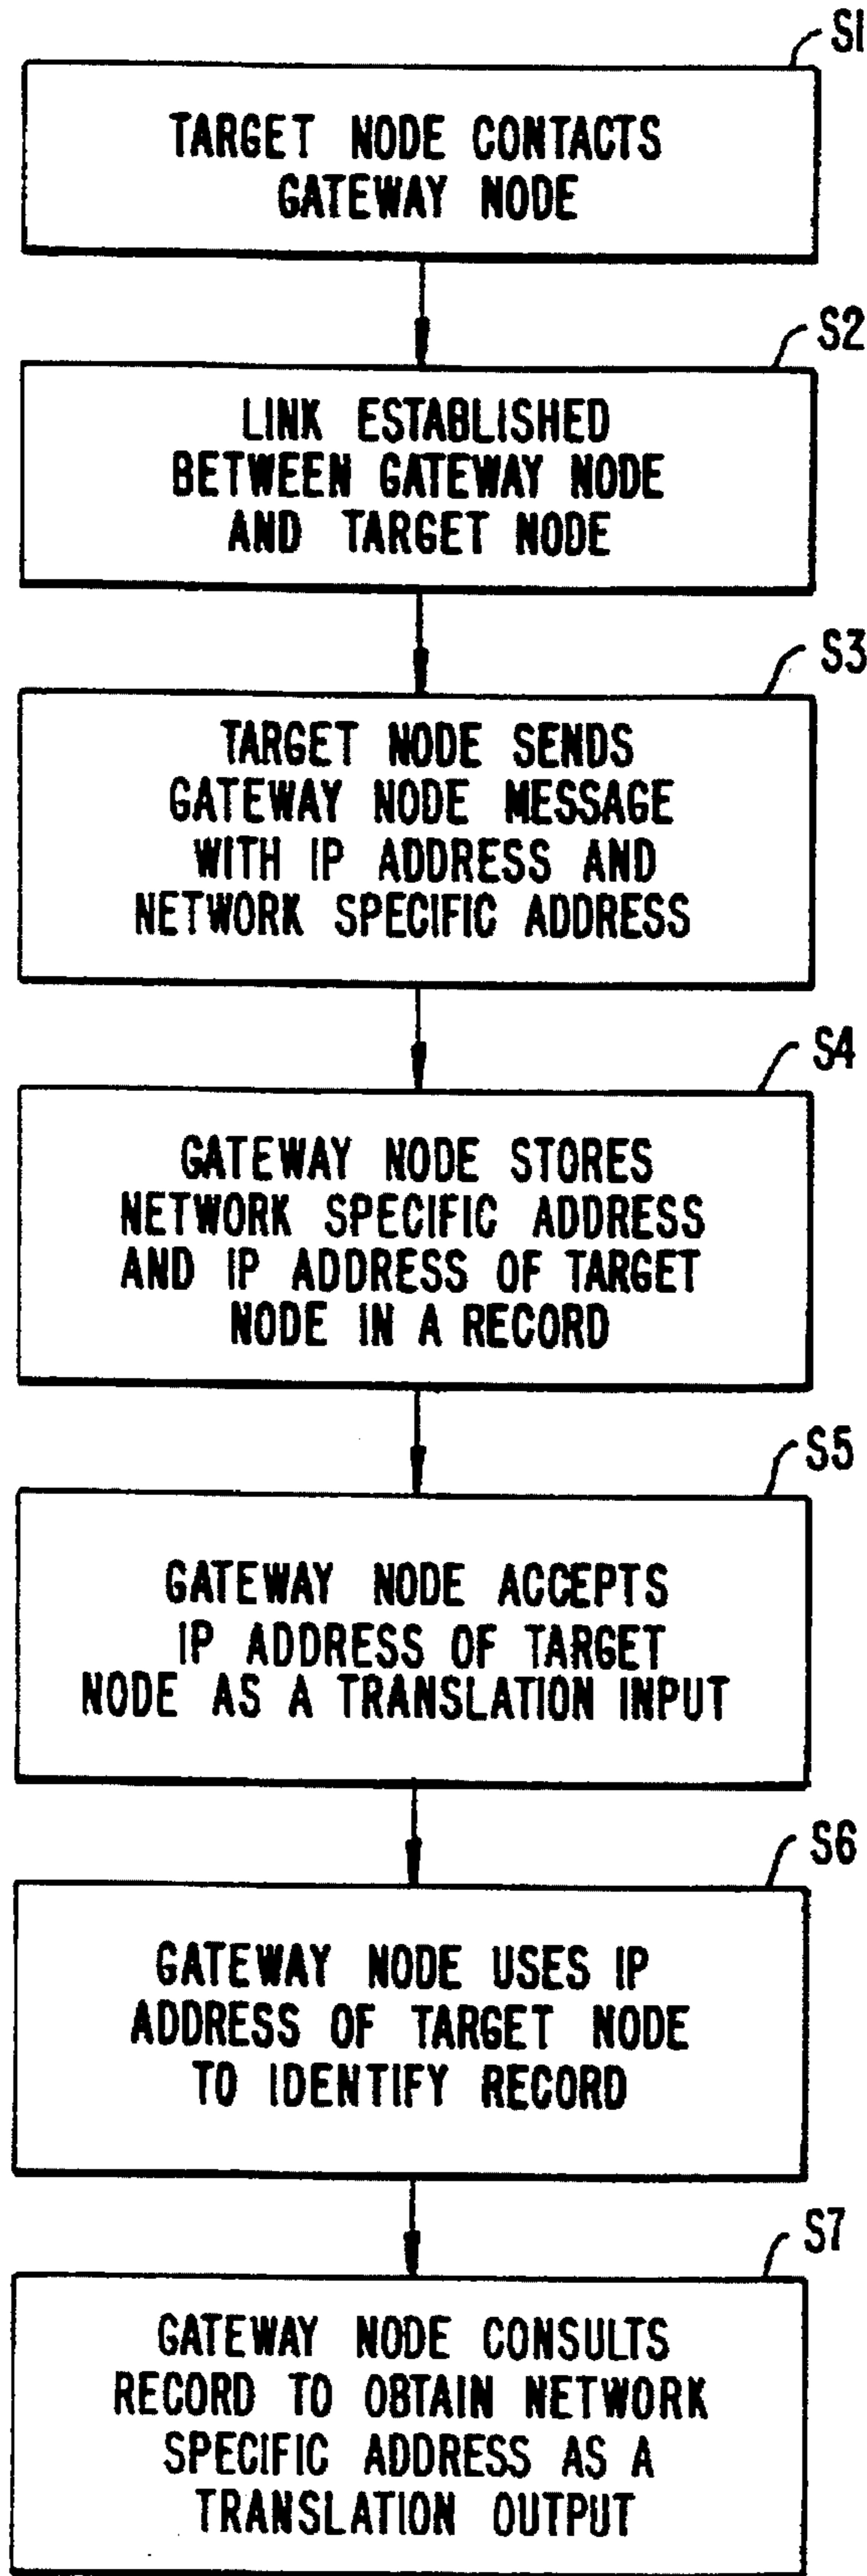 S1
TARGET NODE CONTACTS
GATEWAY NODE
S2
LINK ESTABLISHED
BETWEEN GATEWAY NODE
AND TARGET NODE
S3
TARGET NODE SENDS
GATEWAY NODE MESSAGE
WITH IP ADDRESS AND
NETWORK SPECIFIC ADDRESS
S4
GATEWAY NODE STORES
NETWORK SPECIFIC ADDRESS
AND IP ADDRESS OF TARGET
NODE IN A RECORD
S5
GATEWAY NODE ACCEPTS
IP ADDRESS OF TARGET
NODE AS A TRANSLATION INPUT
S6
GATEWAY NODE USES IP
ADDRESS OF TARGET NODE
TO IDENTIFY RECORD
S7
GATEWAY NODE CONSULTS
RECORD TO OBTAIN NETWORK
SPECIFIC ADDRESS AS A
TRANSLATION OUTPUT